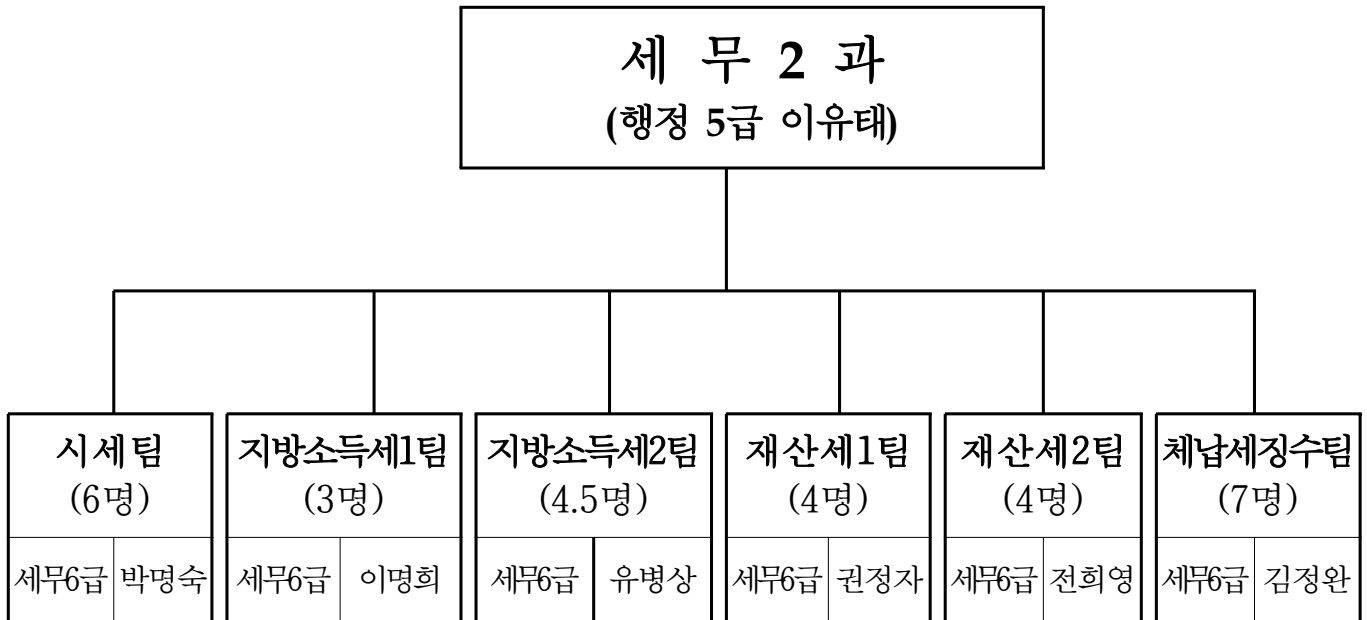 세 무 2 과
(행정 5급 이유태)
시세팀 지방소득세1팀 지방소득세2팀 재산세1팀 재산세2팀 체납세징수팀
(6명) (3명) (4.5명) (4명) (4명) (7명)
세무6급 박명숙 세무6급 이명희 세무6급 유병상 세무6급 권정자 세무6급 전희영 세무6급 김정완